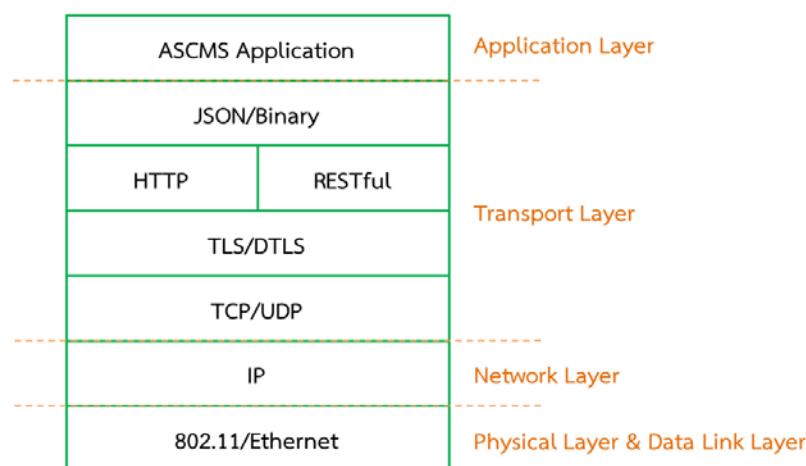 ASCMS Application
Application Layer
JSON/Binary
HTTP
RESTful
Transport Layer
TLS/DTLS
TCP/UDP
IP
Network Layer
802.11/Ethernet
Physical Layer & Data Link Layer